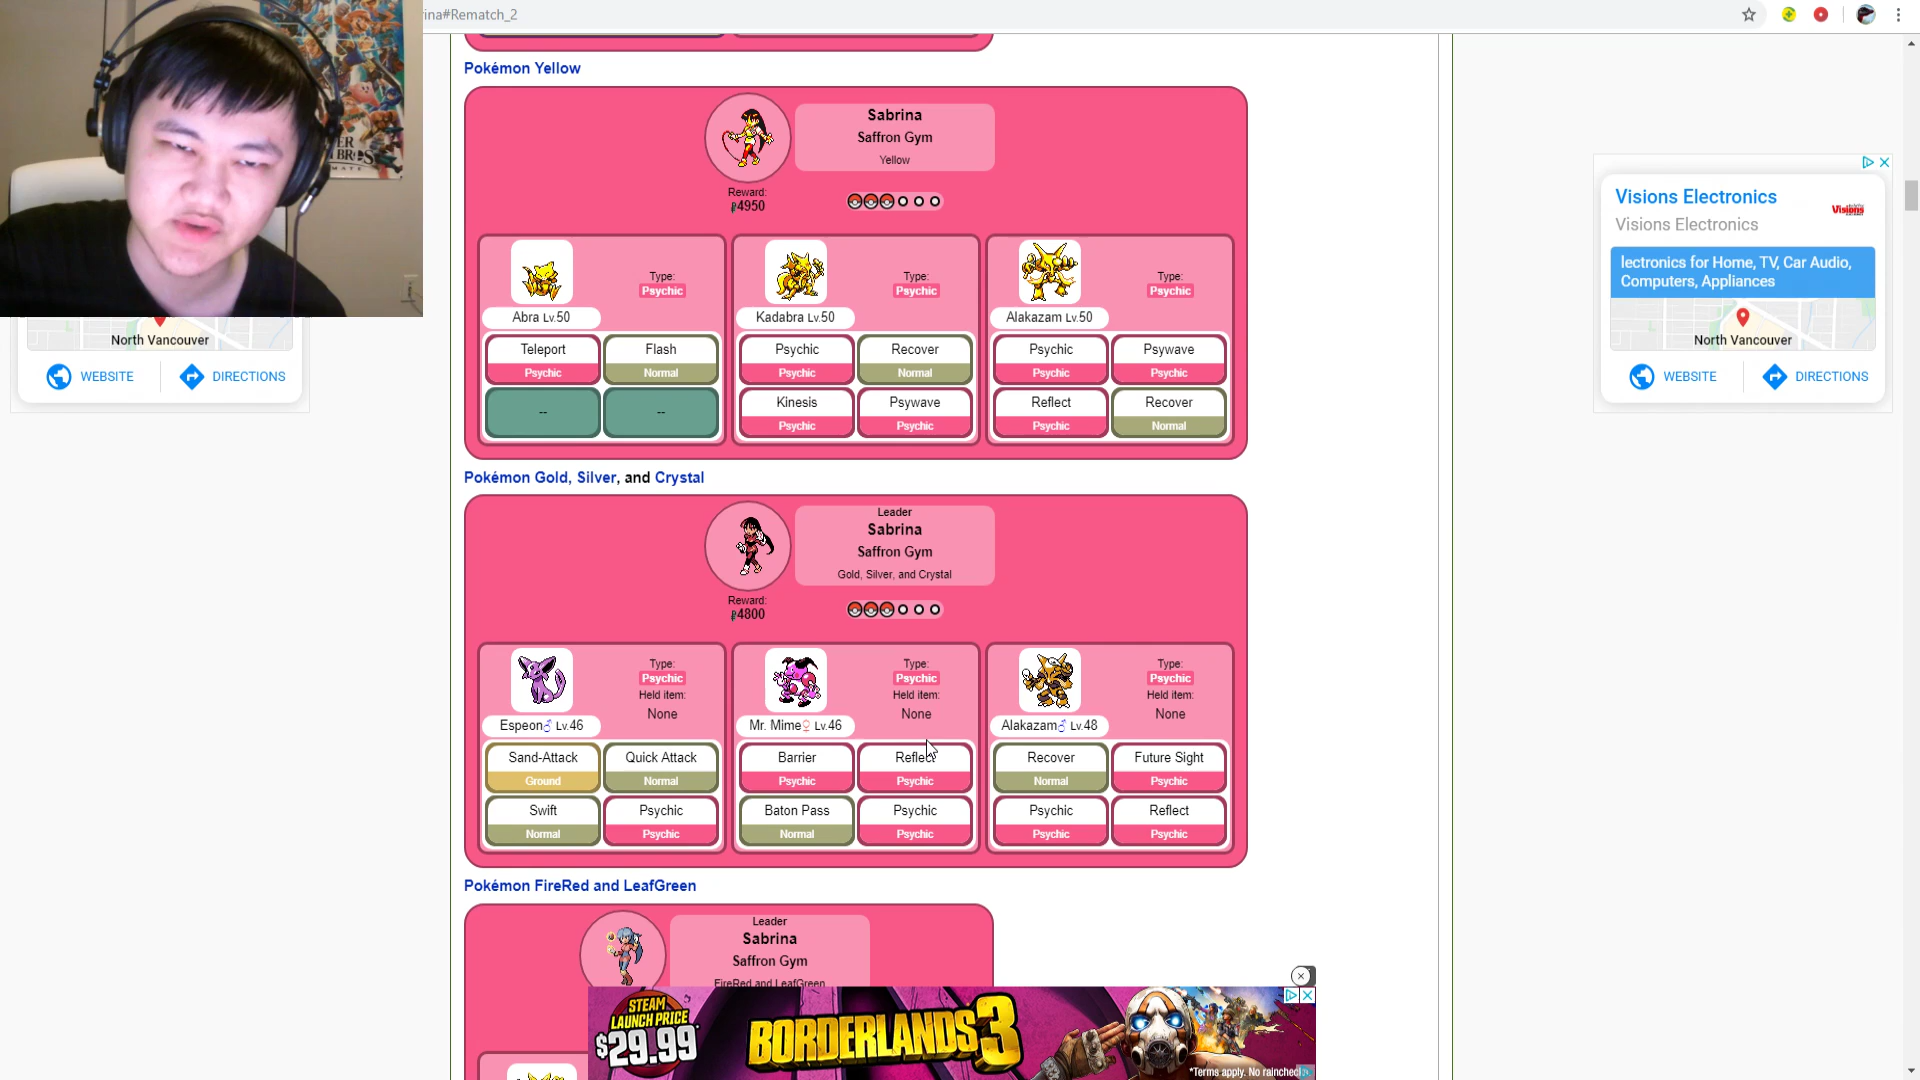 ina#Rematch_2
Pokémon Yellow
Sabrina
Saffron Gym
Yellow
Reward:
4950
Type:
Psychic
Abra Lv.50
Teleport
Psychic
Flash
Normal
--
--
Type:
Psychic
Kadabra Lv.50
Psychic
Psychic
Recover
Normal
Kinesis
Psychic
Psywave
Psychic
Type:
Psychic
Alakazam Lv.50
Psychic
Psychic
Psywave
Psychic
Reflect
Psychic
Recover
Normal
Pokémon Gold, Silver, and Crystal
Leader
Sabrina
Saffron Gym
Gold, Silver, and Crystal
Reward:
4800
Type:
Psychic
Held item:
None
Espeon♂ Lv.46
Sand-Attack
Ground
Quick Attack
Normal
Swift
Normal
Psychic
Psychic
Type:
Psychic
Held item:
None
Mr. Mime♀ Lv.46
Barrier
Psychic
Reflect
Psychic
Baton Pass
Normal
Psychic
Psychic
Type:
Psychic
Held item:
None
Alakazam♂ Lv.48
Recover
Normal
Future Sight
Psychic
Psychic
Psychic
Reflect
Psychic
Pokémon FireRed and LeafGreen
Leader
Sabrina
Saffron Gym
FireRed and LeafGreen
STEAM
LAUNCH PRICE
$29.99*
BORDERLANDS 3
*Terms apply. No rainchecks.
North Vancouver
WEBSITE
DIRECTIONS
Visions Electronics
Visions Electronics
Visions
lectronics for Home, TV, Car Audio,
Computers, Appliances
North Vancouver
WEBSITE
DIRECTIONS